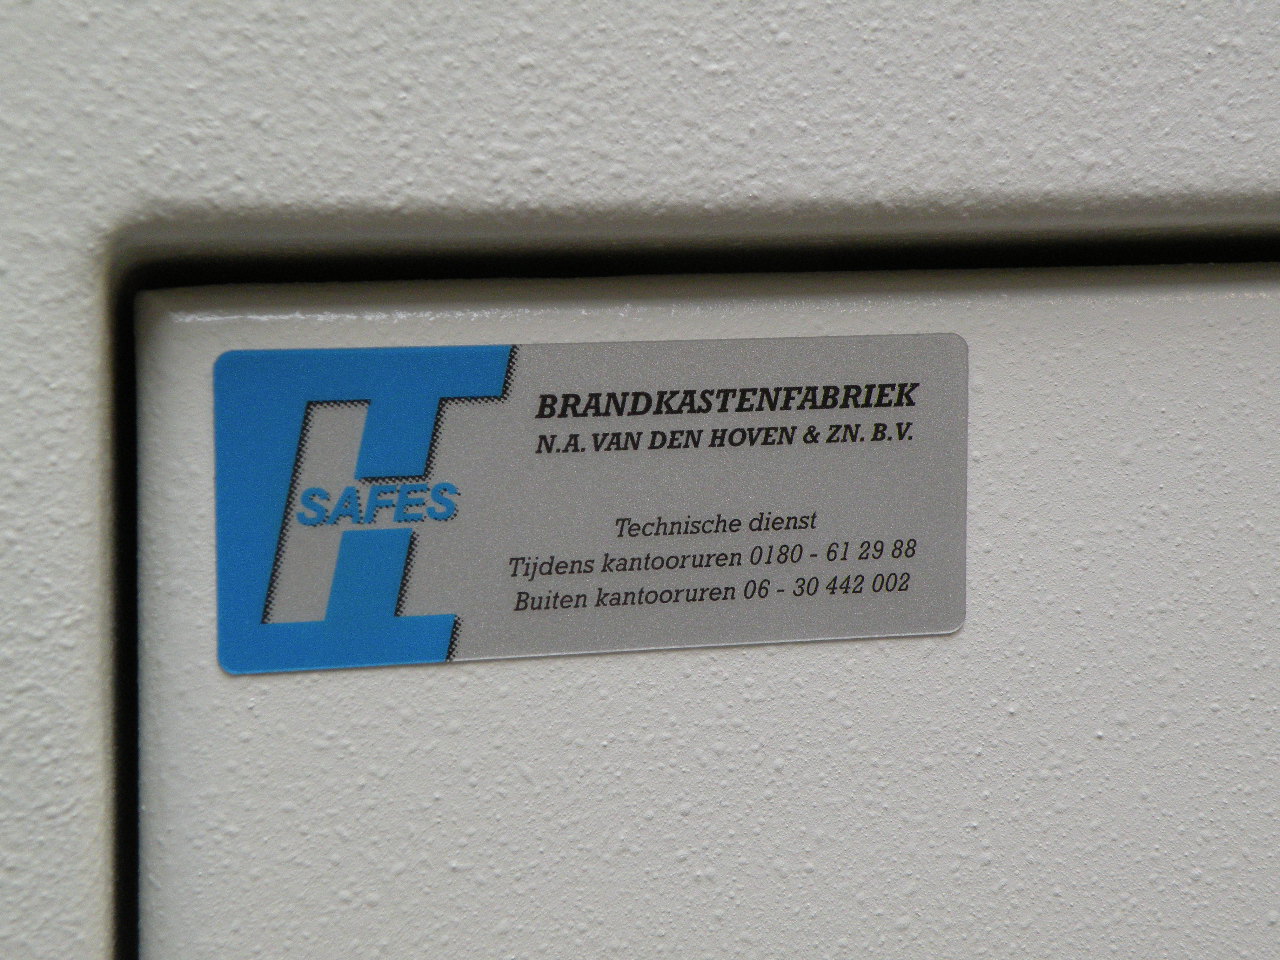 SAFES
BRANDKASTENFABRIEK
N.A. VAN DEN HOVEN & ZN. B.V.
Technische dienst
Tijdens kantooruren 0180 - 61 29 88
Buiten kantooruren 06 - 30 442 002